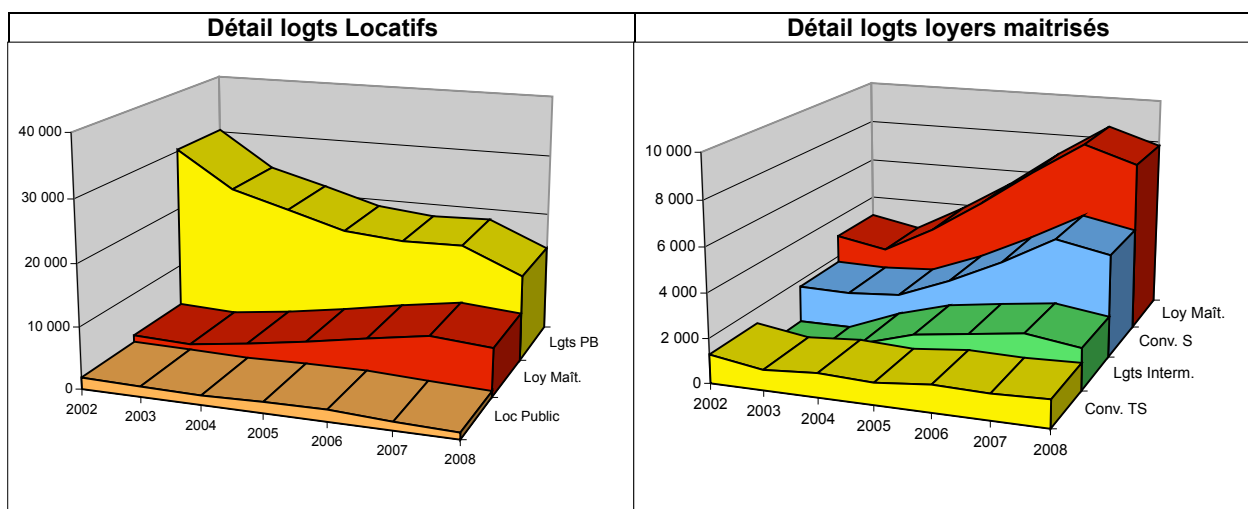 Détail logts Locatifs
40 000
30 000
20 000
10 000
0
2002
2003
2004
2005
2006
2007
2008
Lgts PB
Loy Maît.
Loc Public
Détail logts loyers maitrisés
10 000
8 000
6 000
4 000
2 000
0
2002
2003
2004
2005
2006
2007
2008
Loy Maît.
Conv. S
Lgts Interm.
Conv. TS